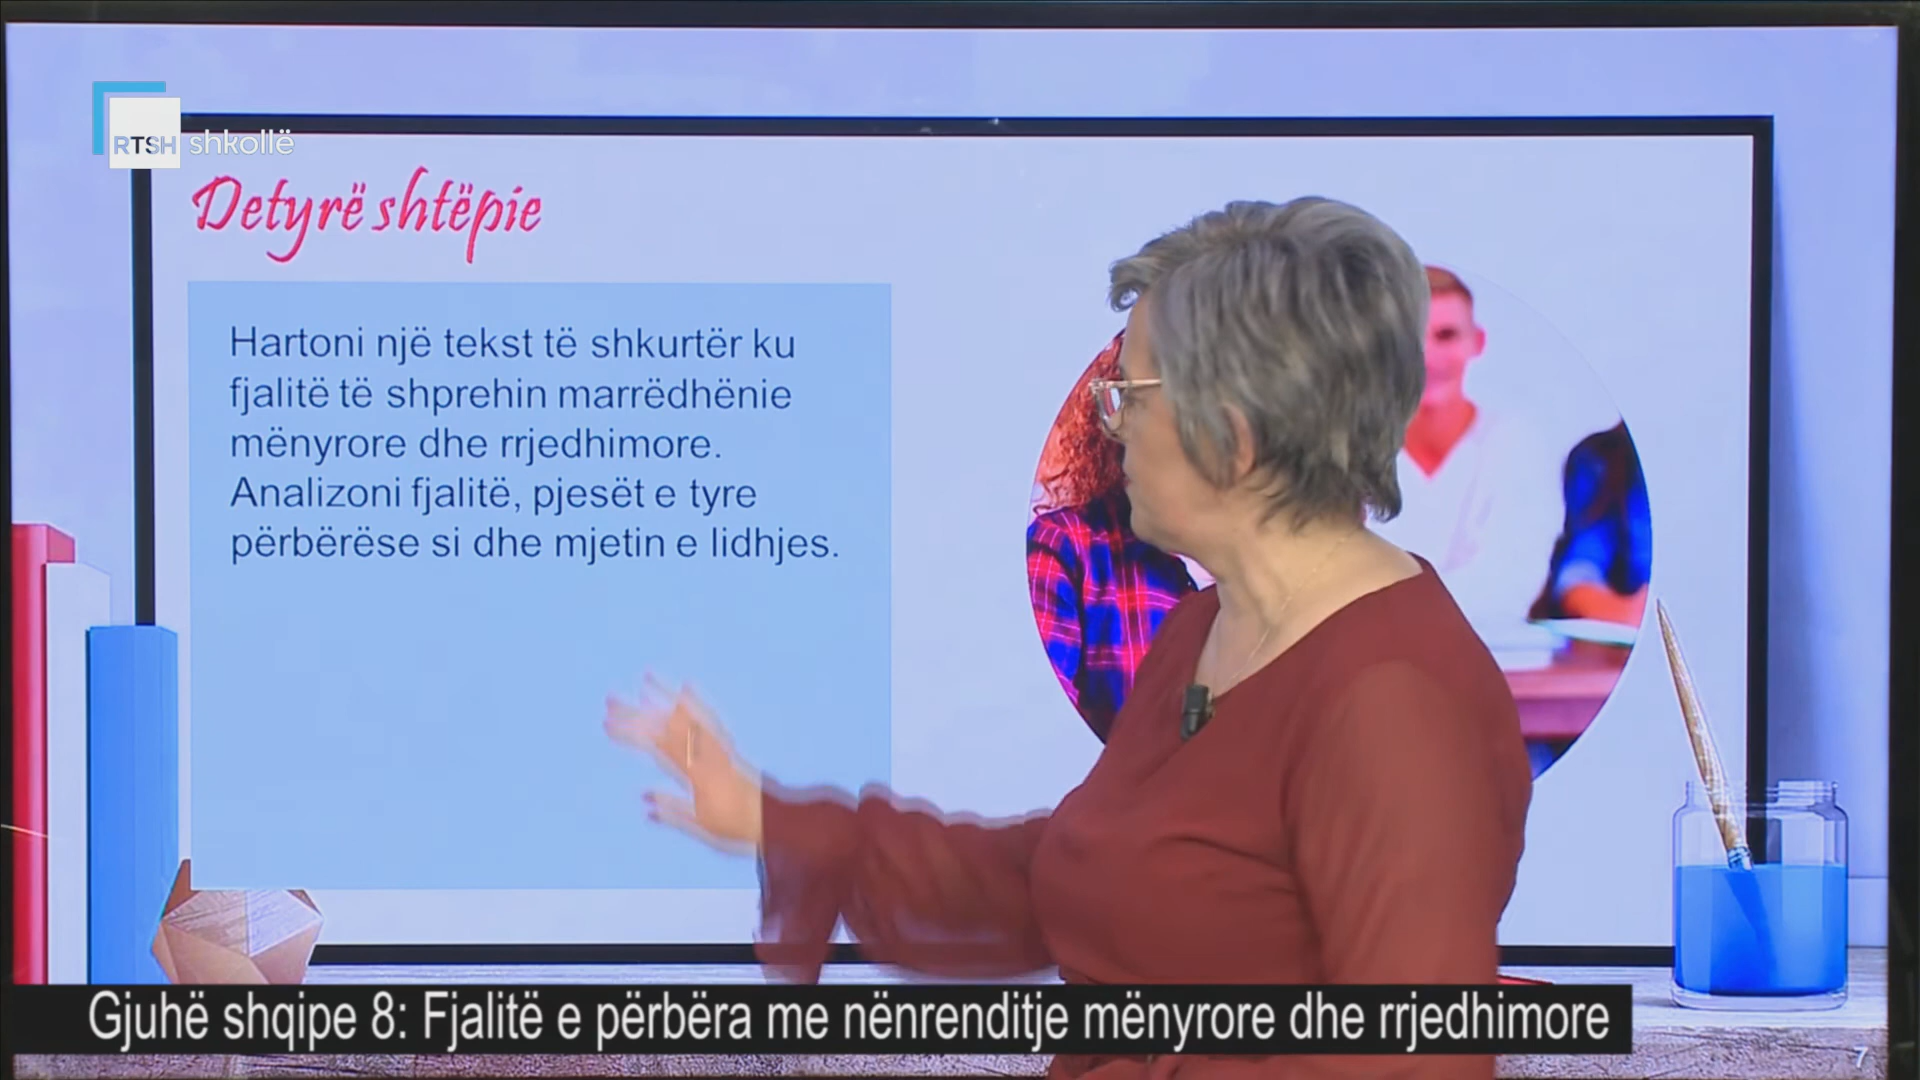 RTSH shkollë
Detyrë shtëpie
Hartoni një tekst të shkurtër ku
fjalitë të shprehin marrëdhënie
mënyrore dhe rrjedhimore.
Analizoni fjalitë, pjesët e tyre
përbërëse si dhe mjetin e lidhjes.
Gjuhë shqipe 8: Fjalitë e përbëra me nënrenditje mënyrore dhe rrjedhimore
7